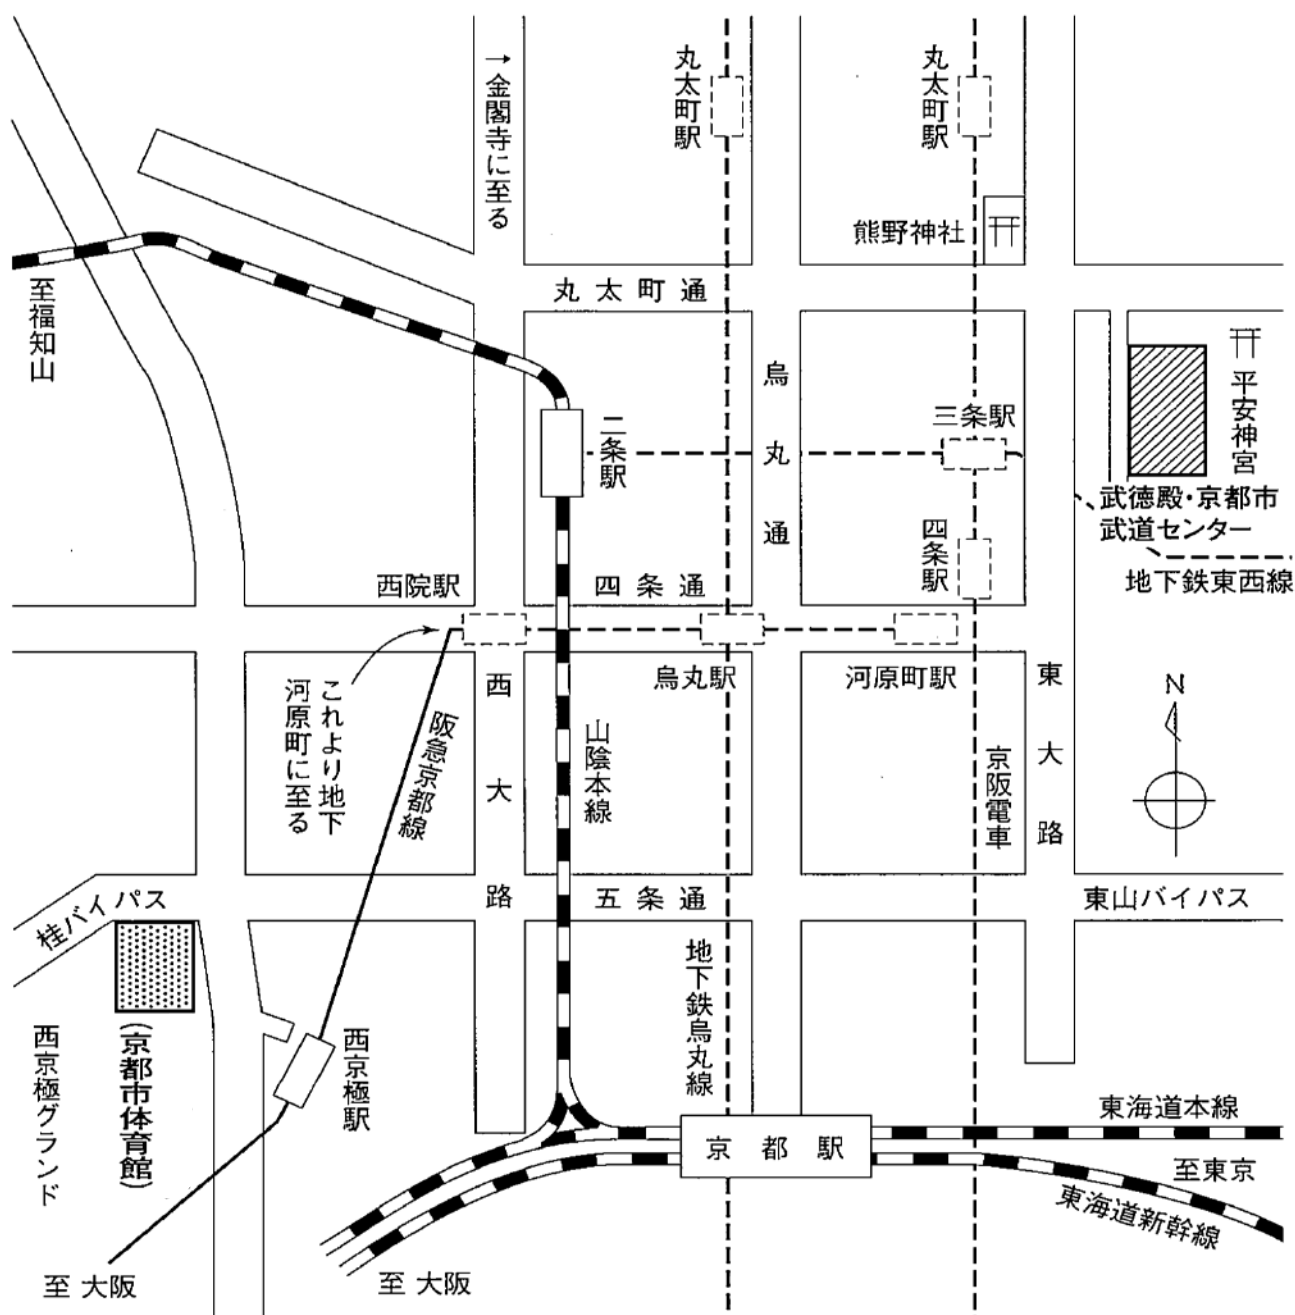 →金閣寺に至る
丸太町駅
丸太町駅
熊野神社
至福知山
丸太町通
烏丸通
二条駅
三条駅
平安神宮
武徳殿・京都市
武道センター
四条駅
地下鉄東西線
西院駅
四条通
烏丸駅
河原町駅
これより地下
河原町に至る
阪急京都線
西大路
山陰本線
京阪電車
東大路
N
桂バイパス
五条通
東山バイパス
地下鉄烏丸線
西京極グランド
(京都市体育館)
西京極駅
京都駅
東海道本線
至東京
東海道新幹線
至 大阪
至 大阪